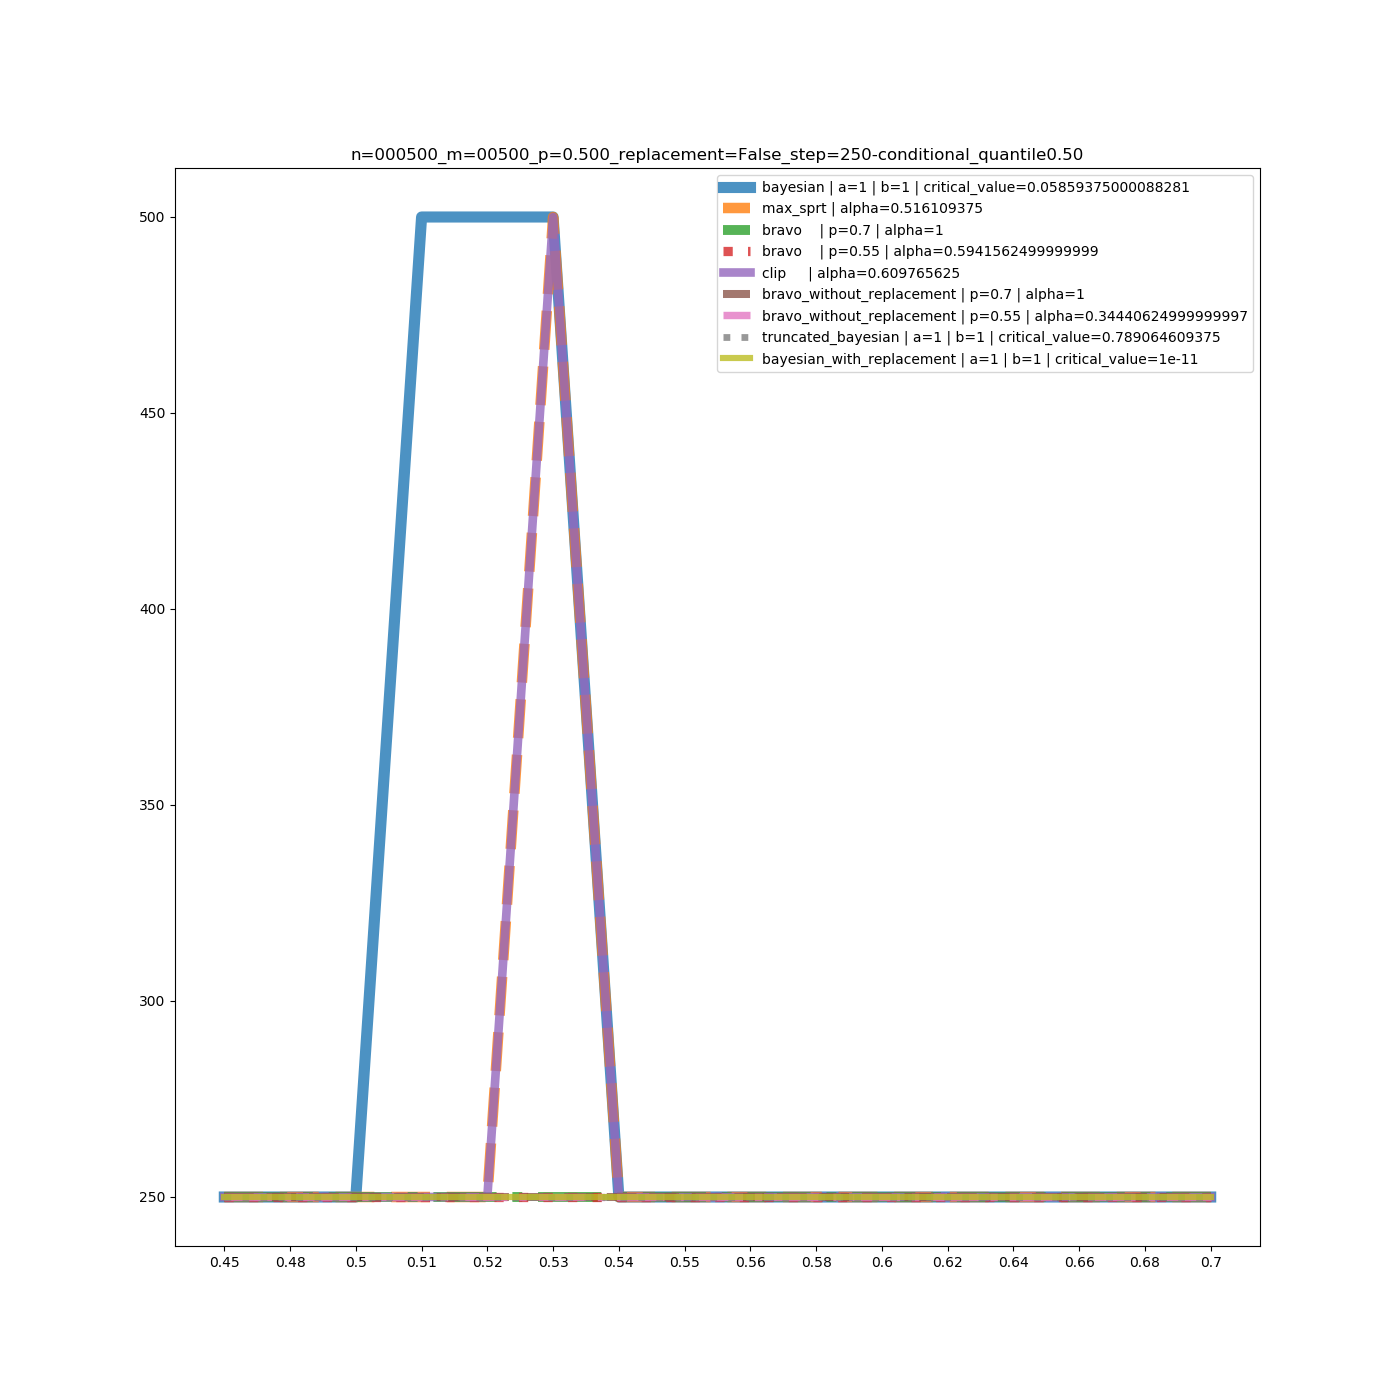 n=000500_m=00500_p=0.500_replacement=False_step=250-conditional_quantile0.50
bayesian | a=1 | b=1 | critical_value=0.05859375000088281
max_sprt | alpha=0.516109375
bravo | p=0.7 | alpha=1
bravo | p=0.55 | alpha=0.5941562499999999
clip | alpha=0.609765625
bravo_without_replacement | p=0.7 | alpha=1
bravo_without_replacement | p=0.55 | alpha=0.34440624999999997
truncated_bayesian | a=1 | b=1 | critical_value=0.789064609375
bayesian_with_replacement | a=1 | b=1 | critical_value=1e-11
500
450
400
350
300
250
0.45 0.48 0.5 0.51 0.52 0.53 0.54 0.55 0.56 0.58 0.6 0.62 0.64 0.66 0.68 0.7